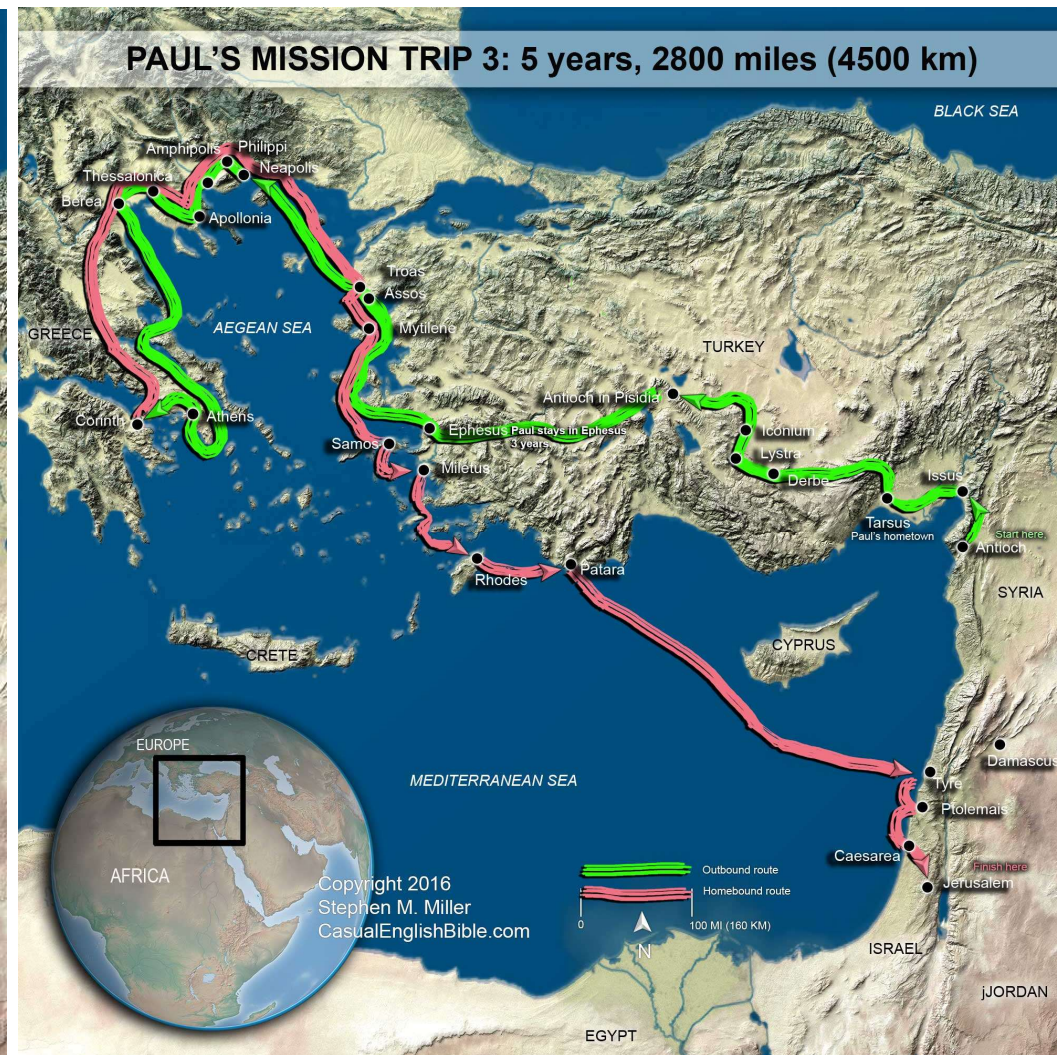 PAUL'S MISSION TRIP 3: 5 years, 2800 miles (4500 km)
BLACK SEA
Amphipolis
Philippi
Neapolis
Thessalonica
Berea
Apollonia
Troas
Assos
AEGEAN SEA
Mytilene
GREECE
TURKEY
Antioch in Pisidia
Corinth
Athens
Ephesus
Paul stays in Ephesus
3 years
Iconium
Samos
Lystra
Miletus
Derbe
Issus
Tarsus
Paul's hometown
Start here
Antioch
Rhodes
Patara
SYRIA
CRETE
CYPRUS
EUROPE
MEDITERRANEAN SEA
Damascus
Tyre
Ptolemais
Caesarea
AFRICA
Finish here
Jerusalem
Outbound route
Homebound route
0
100 MI (160 KM)
N
Copyright 2016
Stephen M. Miller
CasualEnglishBible.com
ISRAEL
jJORDAN
EGYPT